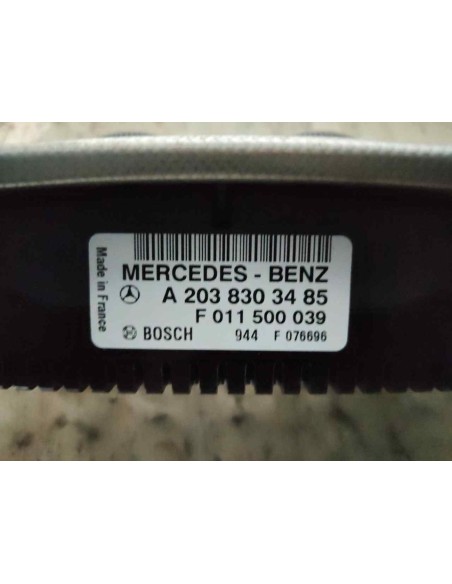 Made in France
MERCEDES - BENZ
A 203 830 34 85
F 011 500 039
BOSCH 944 F 076696